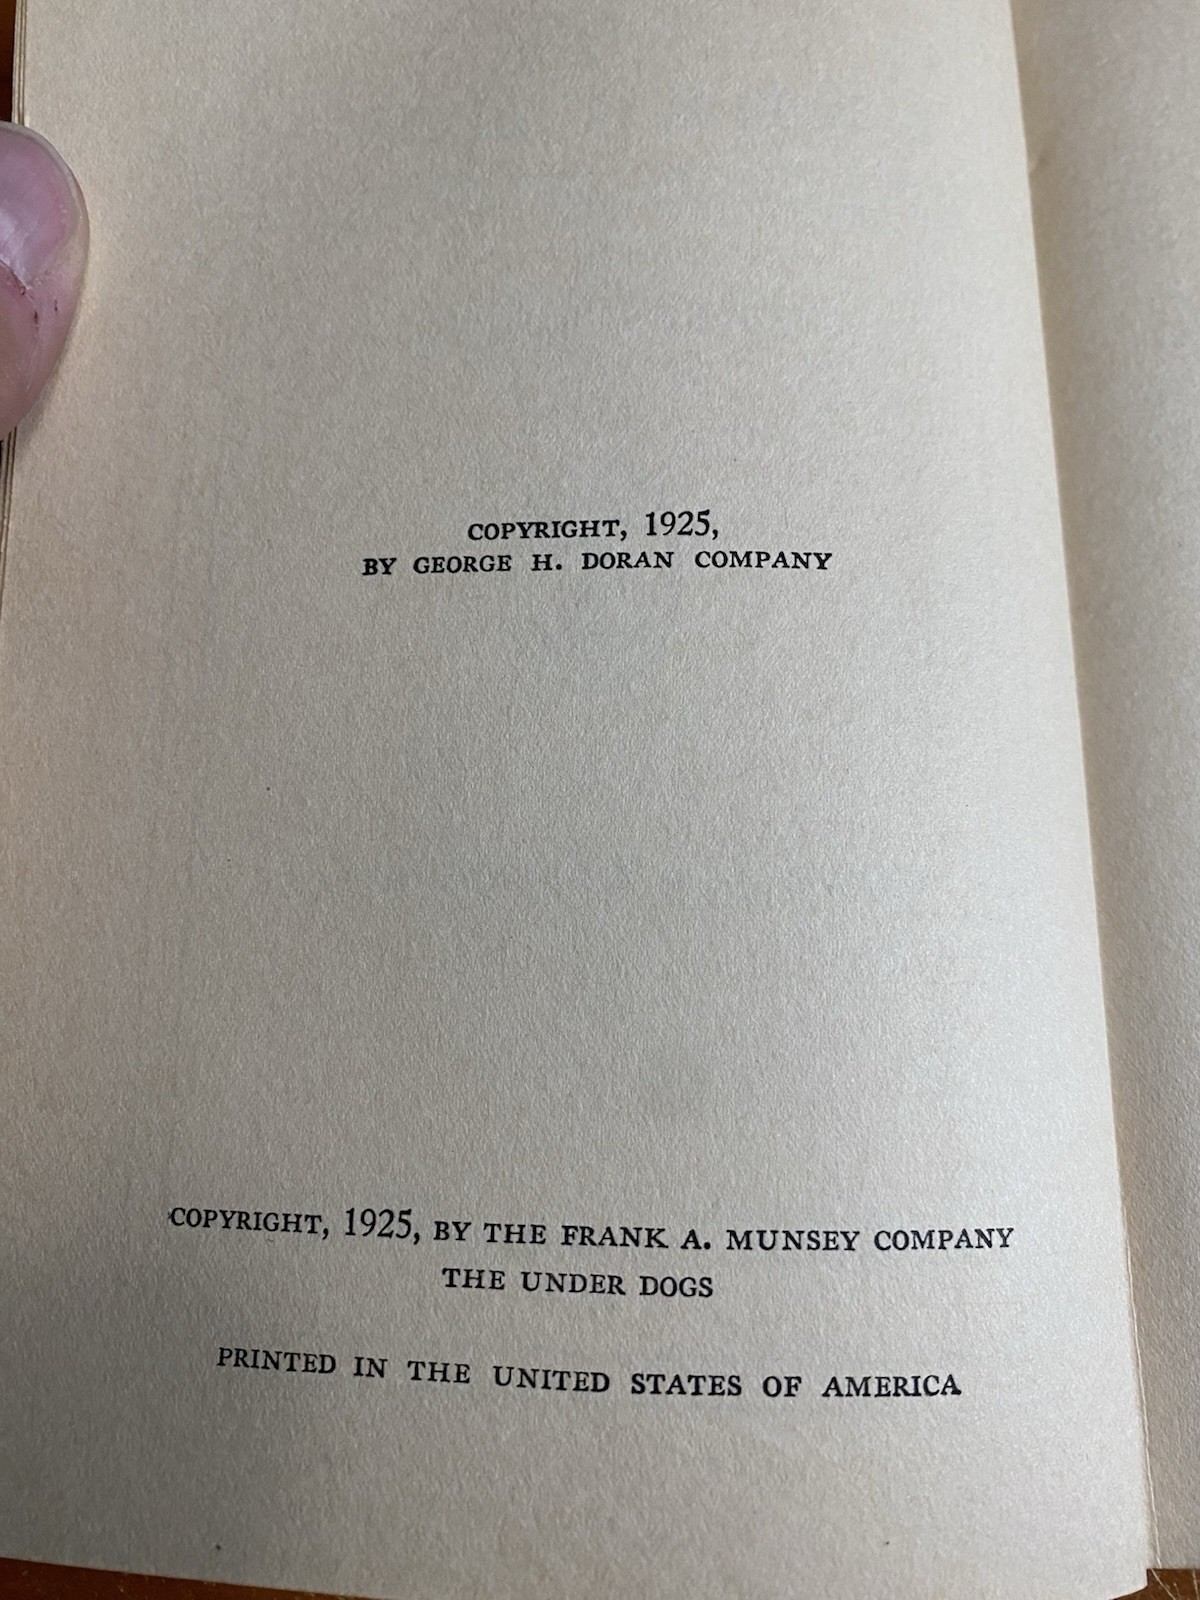 COPYRIGHT, 1925,
BY GEORGE H. DORAN COMPANY
COPYRIGHT, 1925, BY THE FRANK A. MUNSEY COMPANY
THE UNDER DOGS
PRINTED IN THE UNITED STATES OF AMERICA